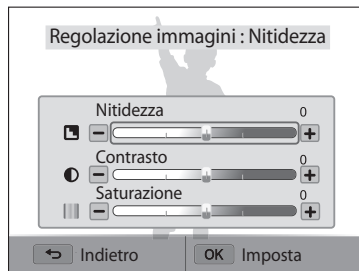 Regolazione immagini : Nitidezza
Nitidezza 0
Contrasto 0
Saturazione 0
Indietro OK Imposta